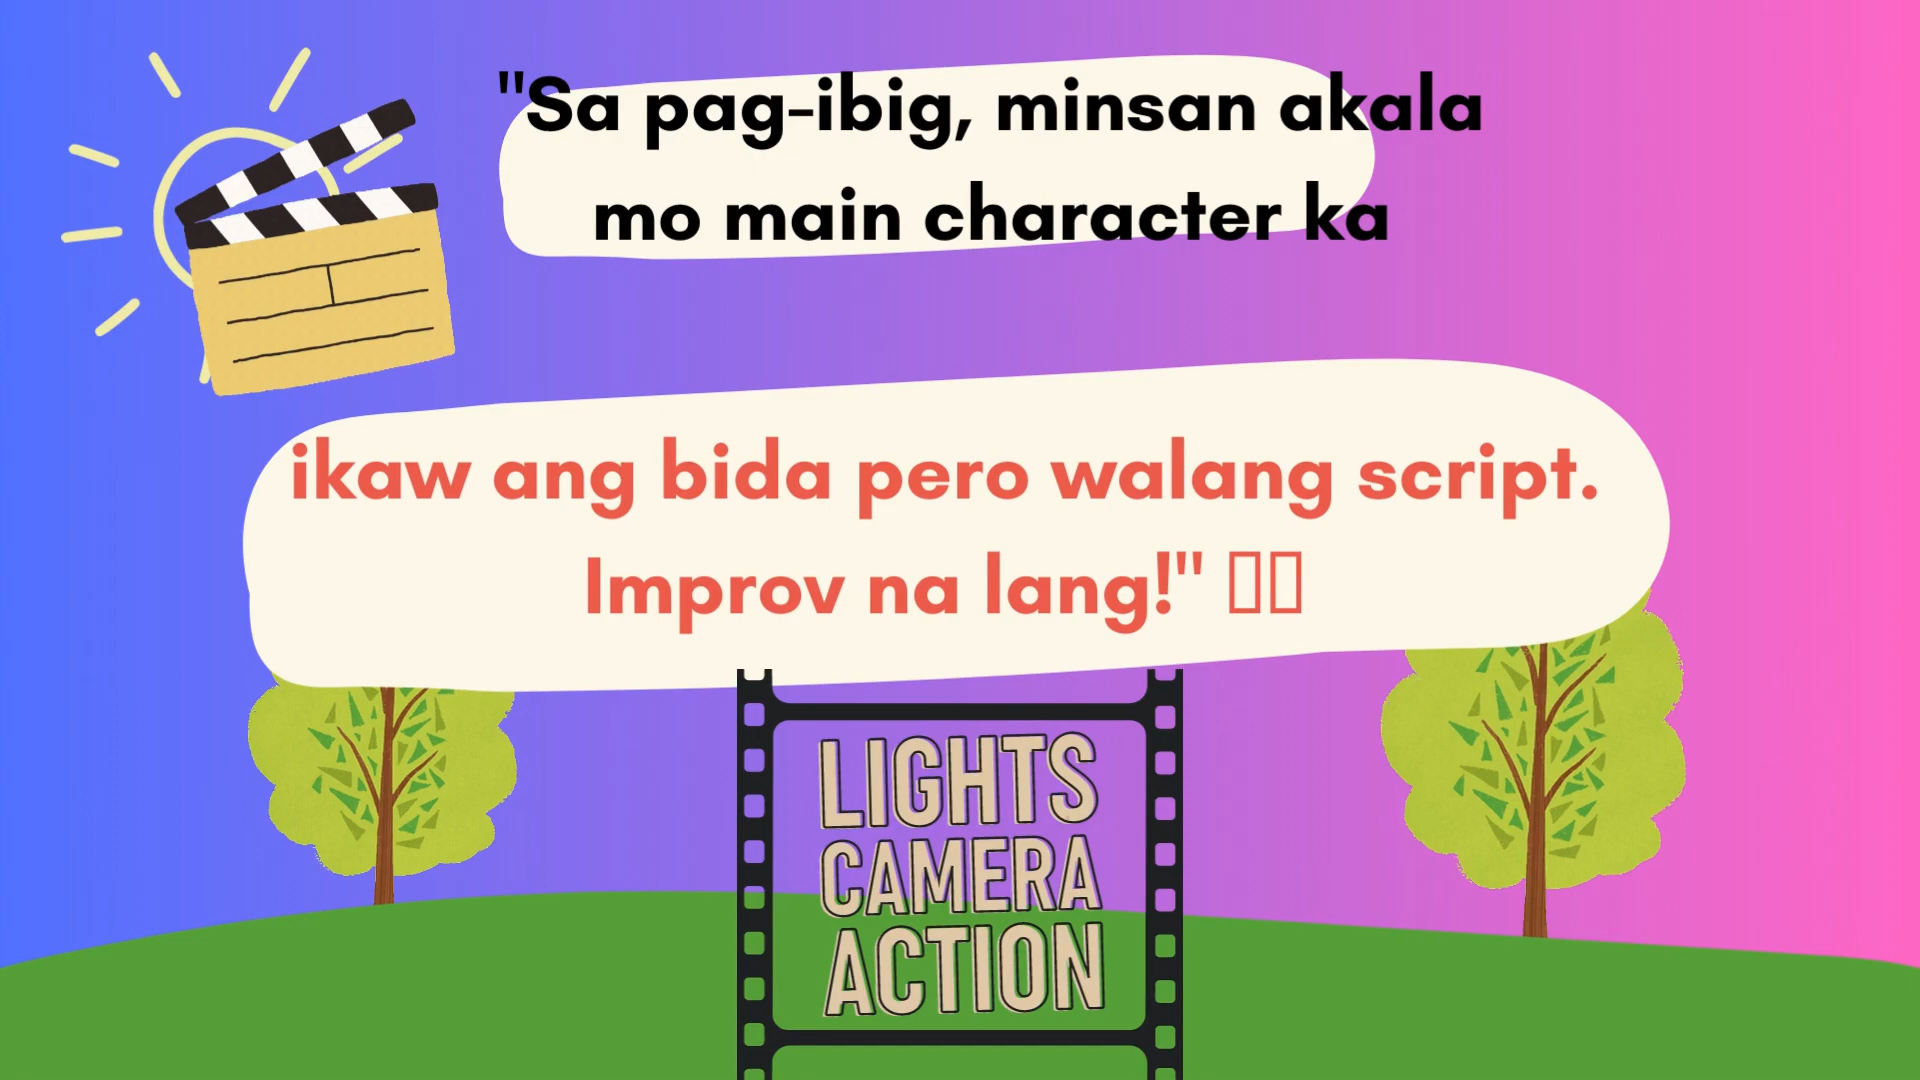 "Sa pag-ibig, minsan akala
mo main character ka
ikaw ang bida pero walang script.
Improv na lang!"
LIGHTS
CAMERA
ACTION